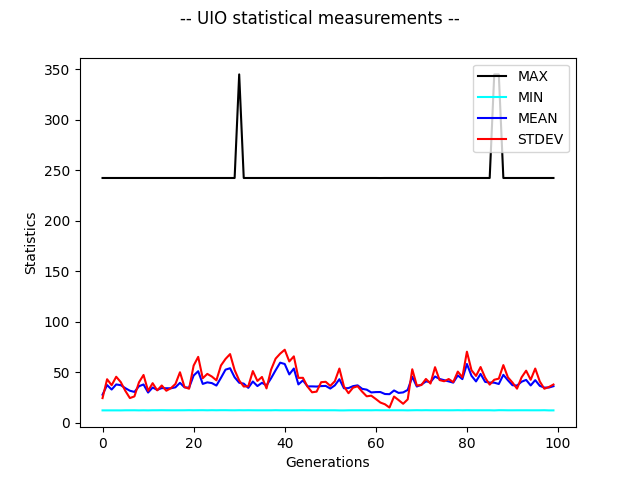 -- UIO statistical measurements --
MAX
MIN
MEAN
STDEV
350
300
250
200
150
100
50
0
Statistics
0 20 40 60 80 100
Generations